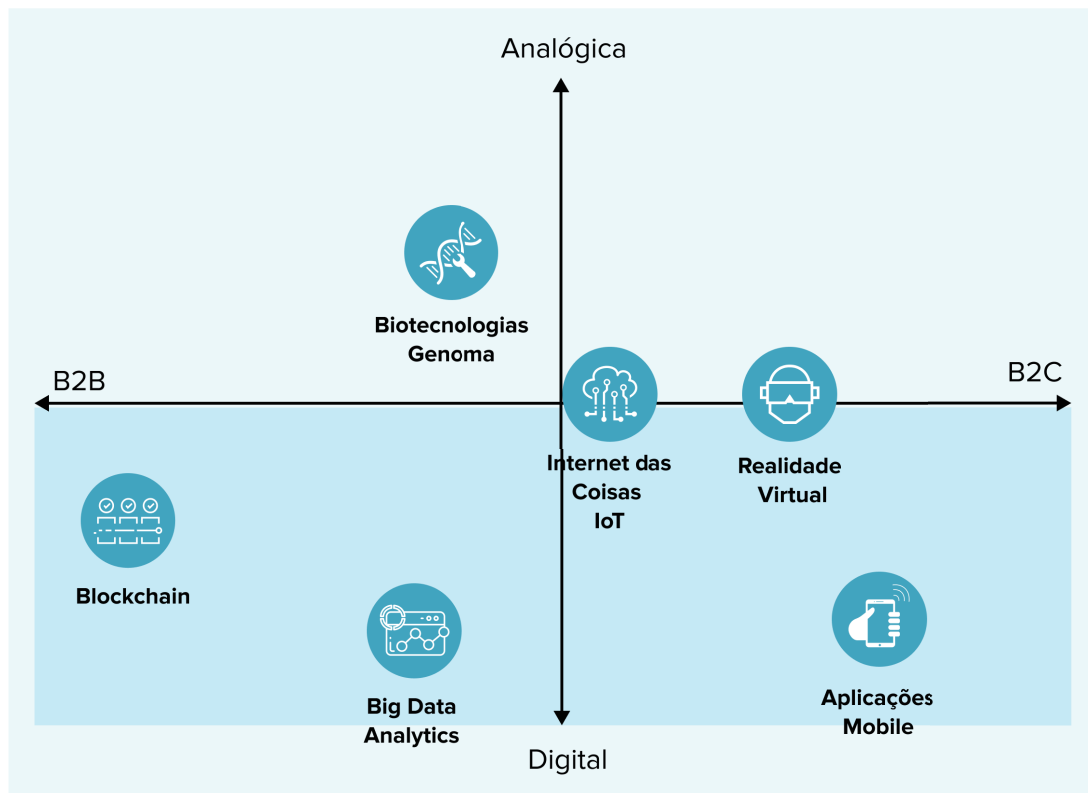 Analógica
Biotecnologias
Genoma
B2B
B2C
Internet das
Coisas
IoT
Realidade
Virtual
Blockchain
Big Data
Analytics
Aplicações
Mobile
Digital